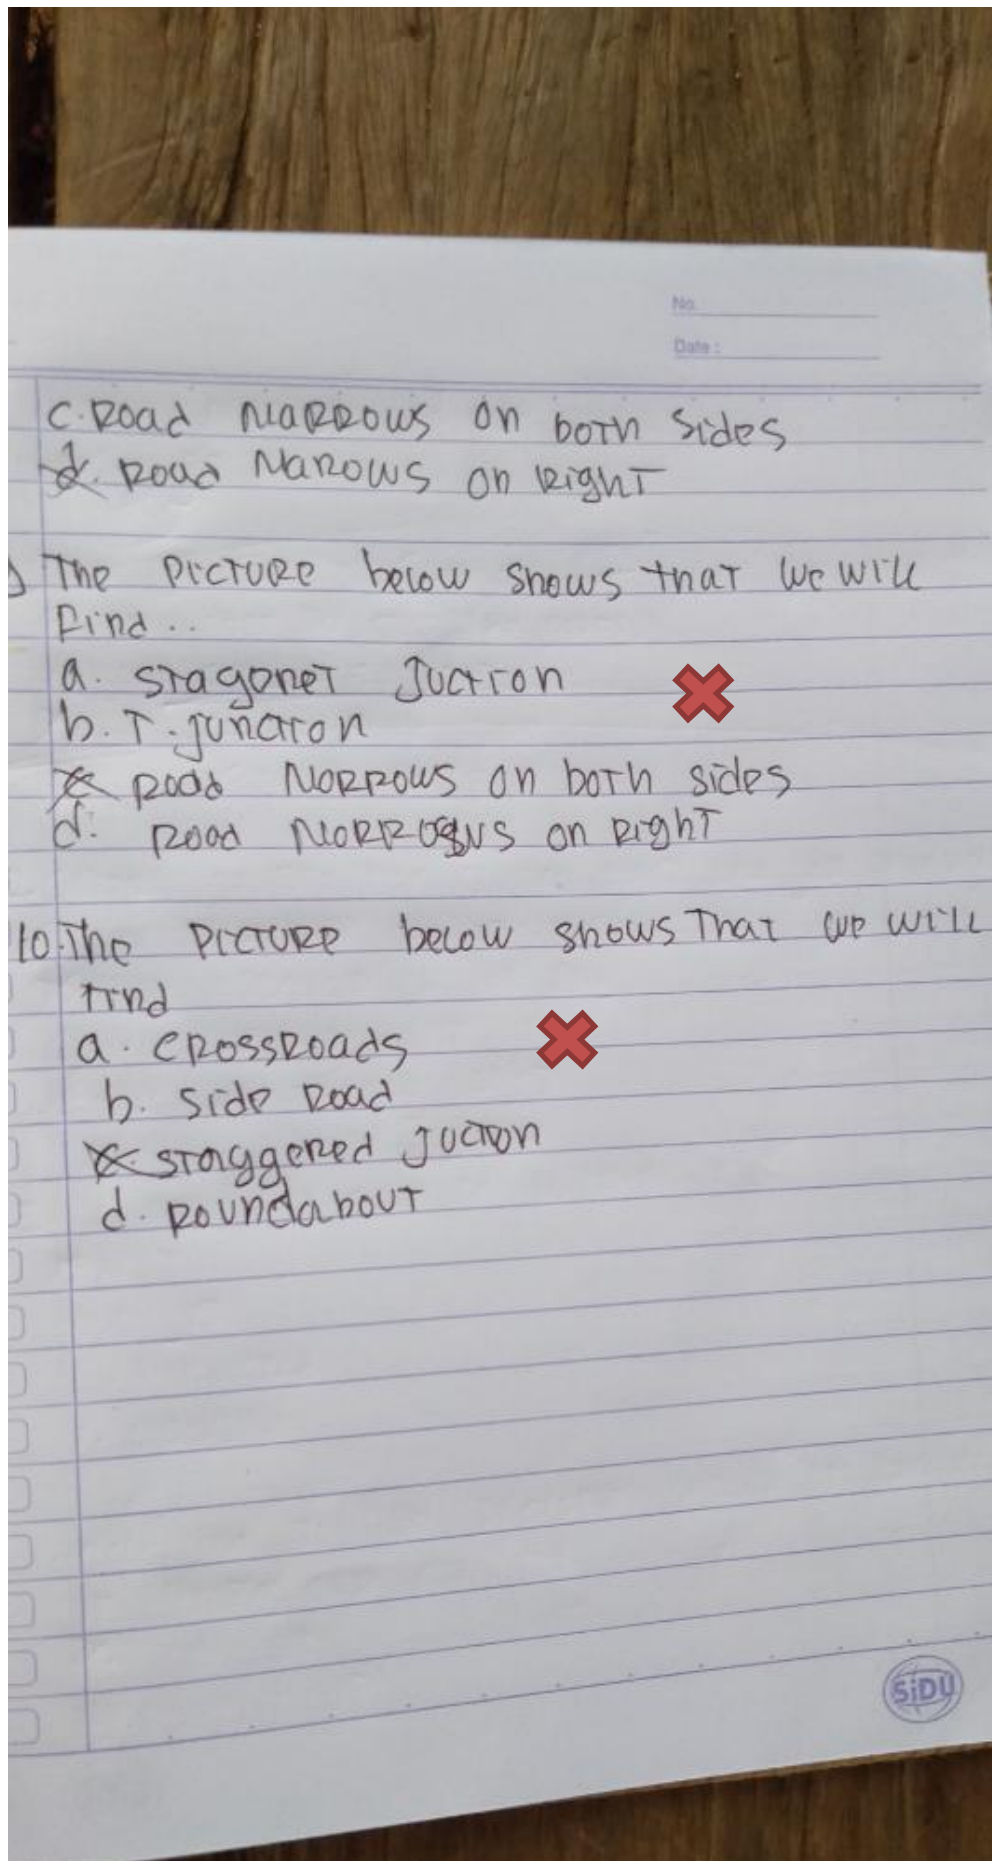 No.
Date:
c. Road Narrows on both Sides
d. Road Narows on Right
The Picture below shows that we will
find..
a. stagonet Juction
b. T. junction
Road Norrows on both sides
d. Road Norrows on Right
10. The Picture below shows That we will
find
a. crossroads
b. side Road
staggered Juction
d. Roundabout
SiDU